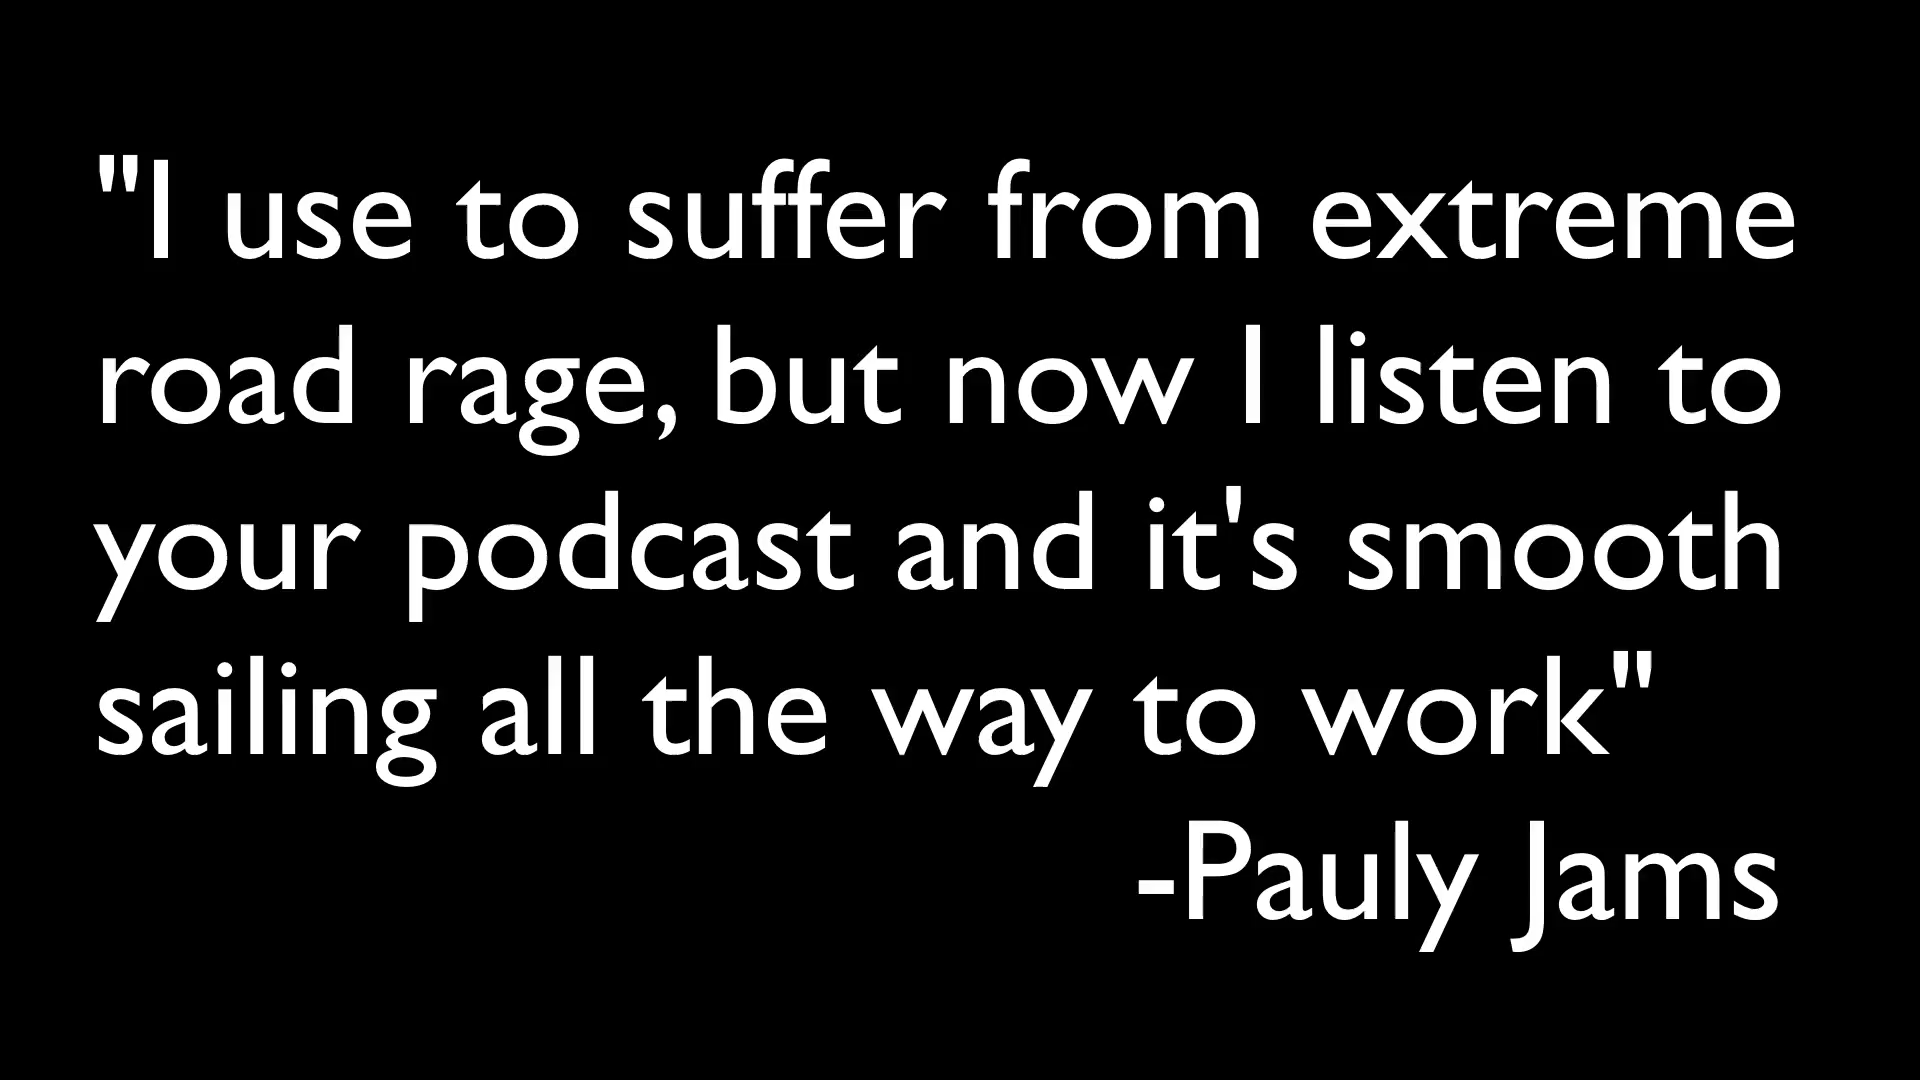 "I use to suffer from extreme
road rage, but now I listen to
your podcast and it's smooth
sailing all the way to work"
-Pauly Jams